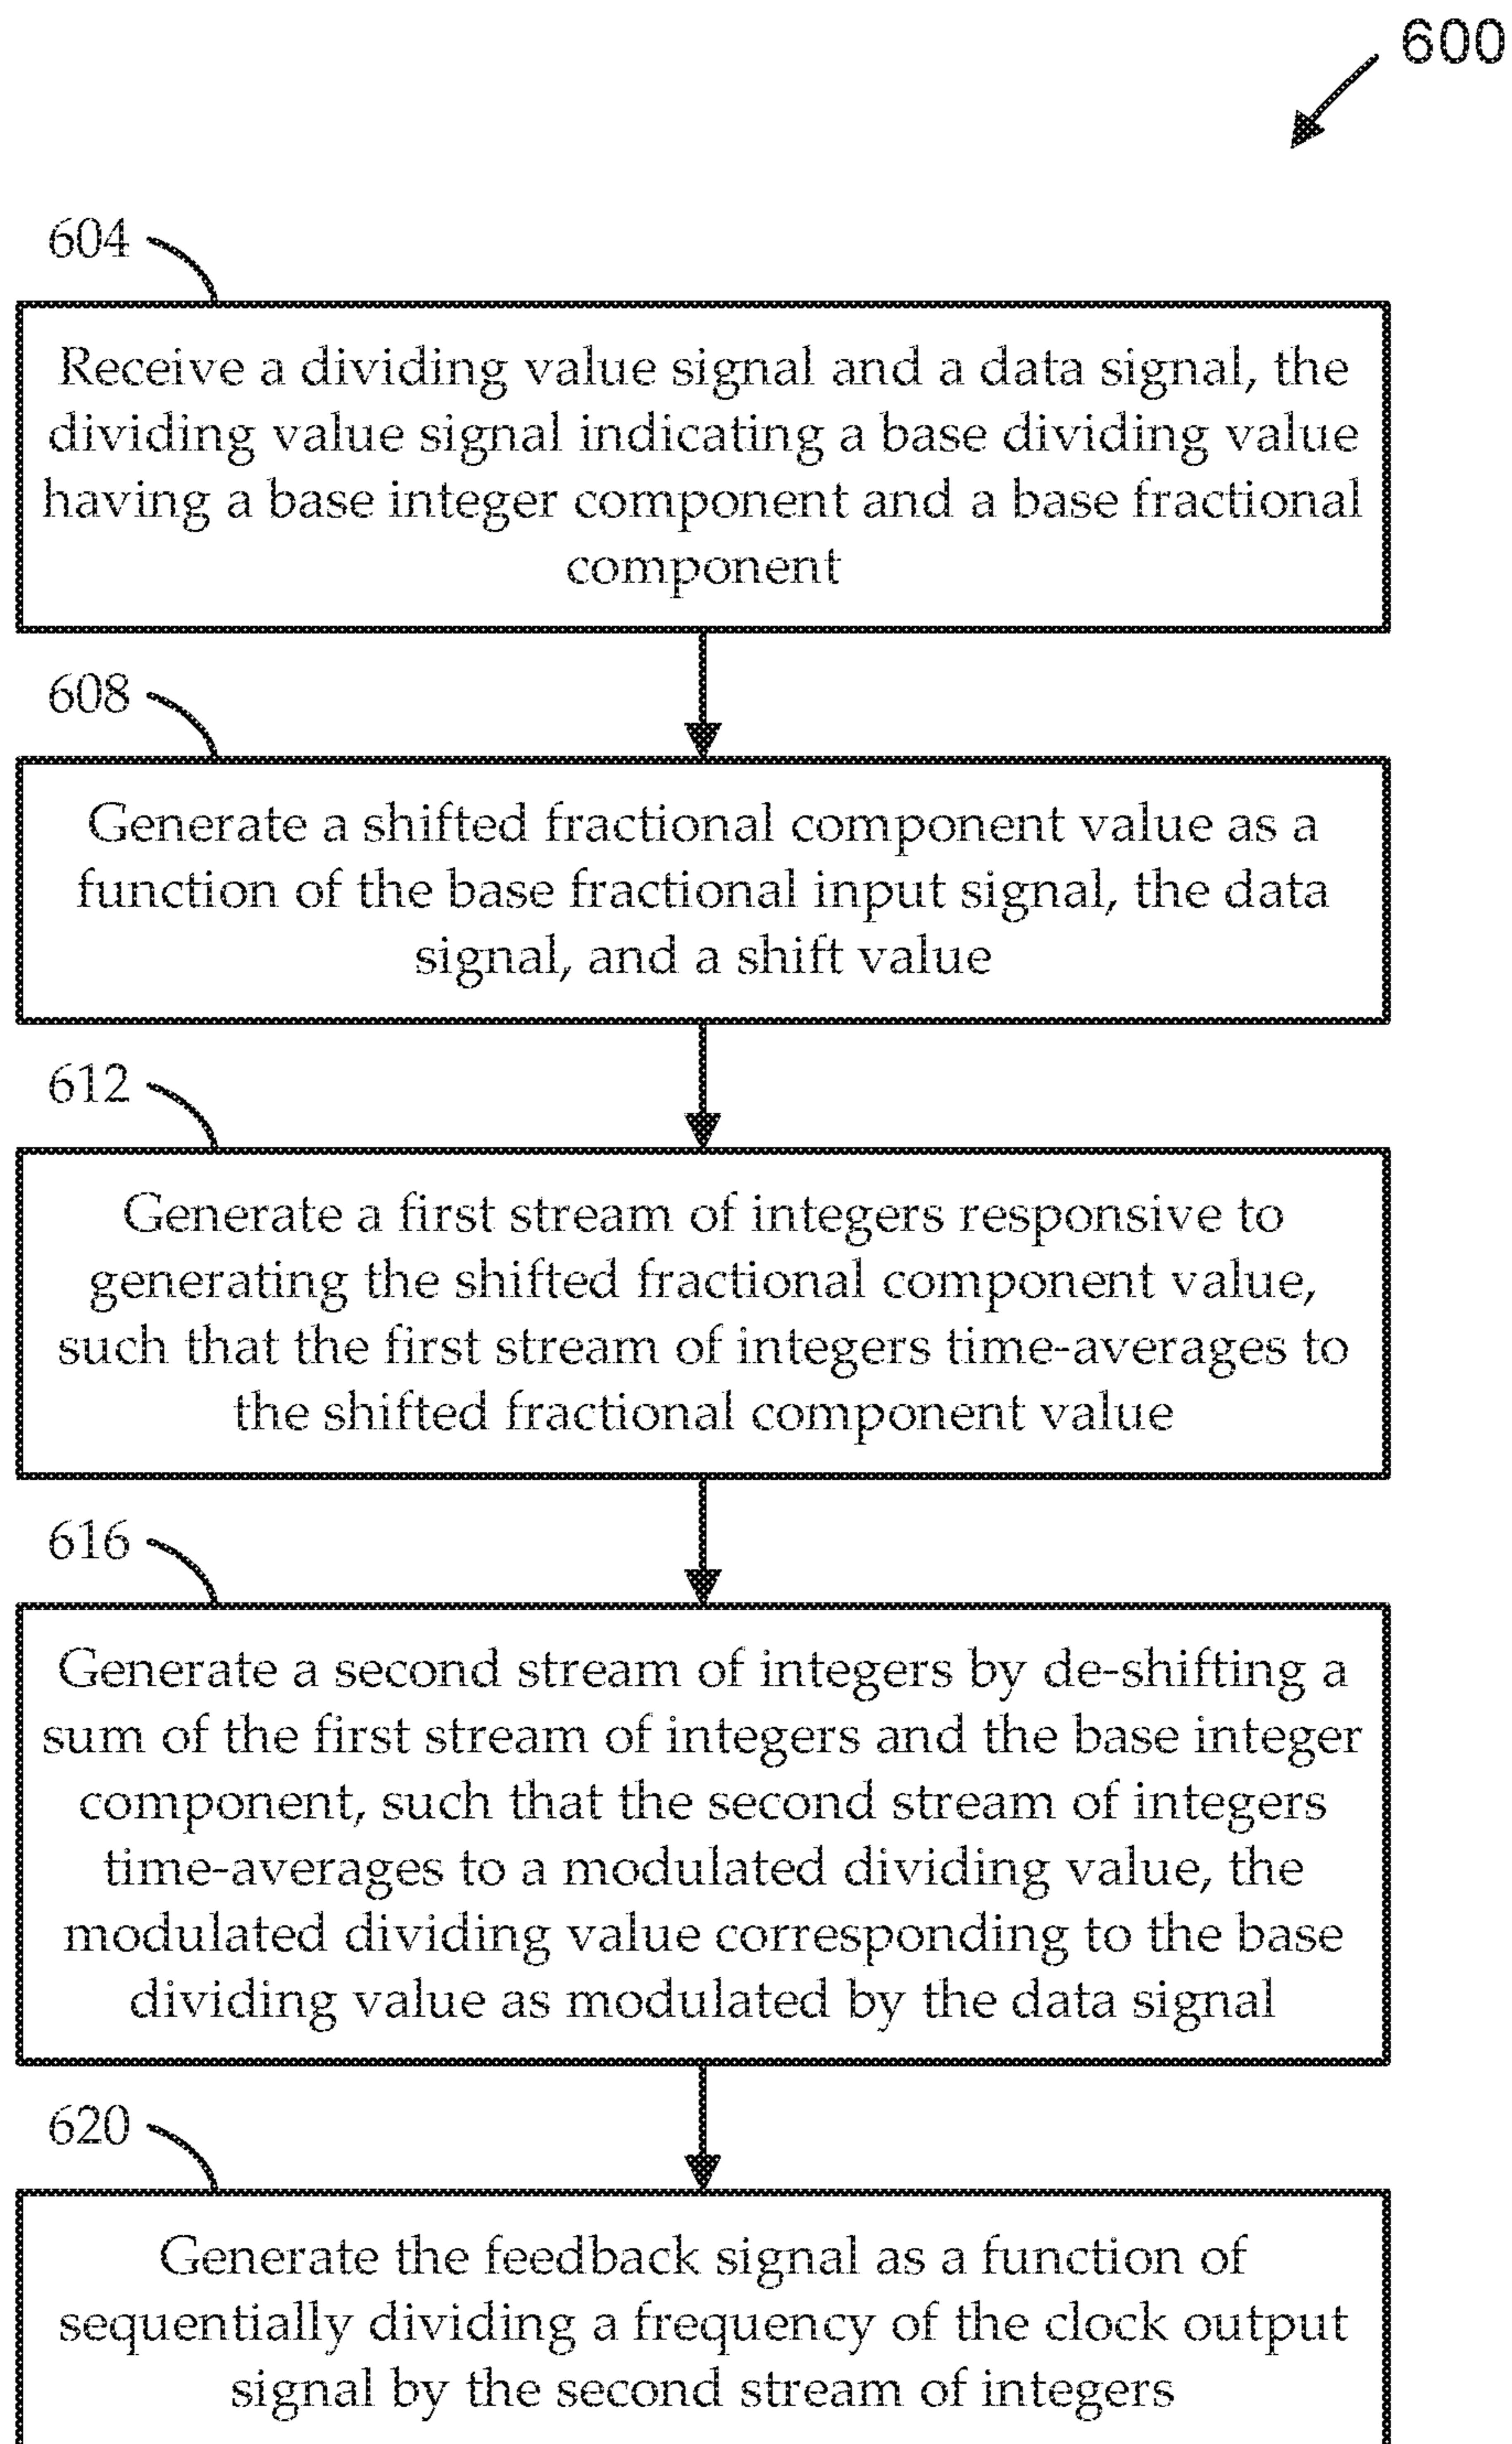 600
604
Receive a dividing value signal and a data signal, the
dividing value signal indicating a base dividing value
having a base integer component and a base fractional
component
608
Generate a shifted fractional component value as a
function of the base fractional input signal, the data
signal, and a shift value
612
Generate a first stream of integers responsive to
generating the shifted fractional component value,
such that the first stream of integers time-averages to
the shifted fractional component value
616
Generate a second stream of integers by de-shifting a
sum of the first stream of integers and the base integer
component, such that the second stream of integers
time-averages to a modulated dividing value, the
modulated dividing value corresponding to the base
dividing value as modulated by the data signal
620
Generate the feedback signal as a function of
sequentially dividing a frequency of the clock output
signal by the second stream of integers